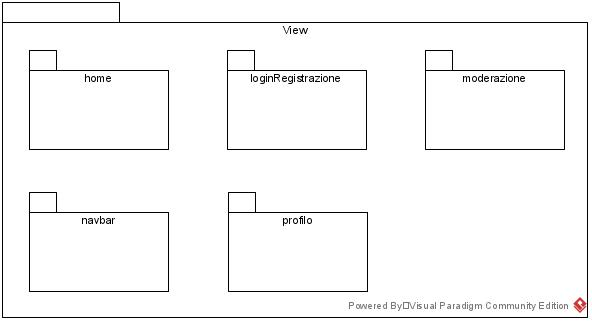 View
home
loginRegistrazione
moderazione
navbar
profilo
Powered By Visual Paradigm Community Edition